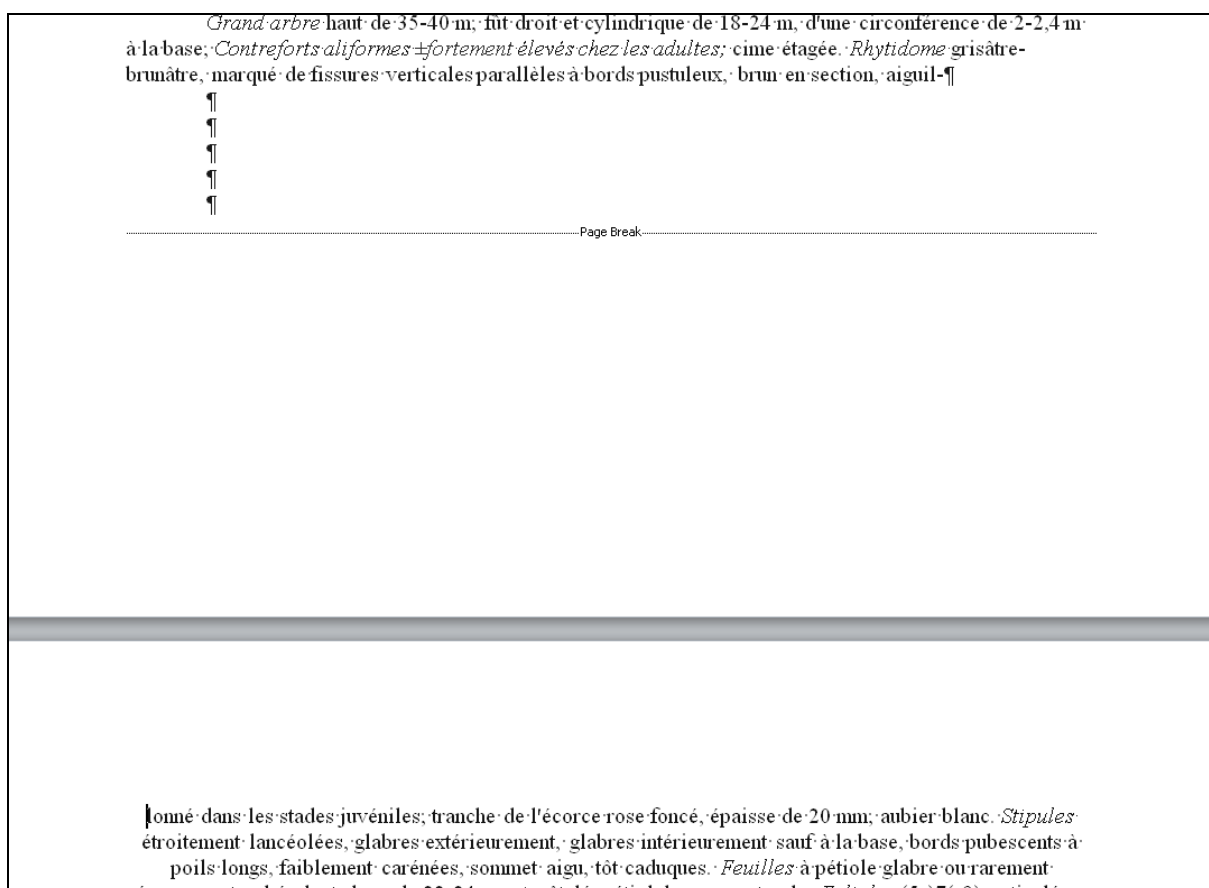 Grand arbre haut de 35-40 m; fût droit et cylindrique de 18-24 m, d'une circonférence de 2-2,4 m
à la base; Contreforts aliformes ±fortement élevés chez les adultes; cime étagée. Rhytidome grisâtre-
brunâtre, marqué de fissures verticales parallèles à bords pustuleux, brun en section, aiguil-¶
¶
¶
¶
¶
¶
Page Break
lonné dans les stades juvéniles; tranche de l'écorce rose foncé, épaisse de 20 mm; aubier blanc. Stipules
étroitement lancéolées, glabres extérieurement, glabres intérieurement sauf à la base, bords pubescents à
poils longs, faiblement carénées, sommet aigu, tôt caduques. Feuilles à pétiole glabre ou rarement